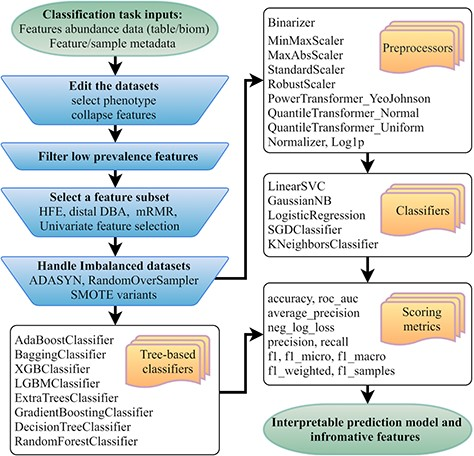 Classification task inputs:
Features abundance data (table/biom)
Feature/sample metadata
Edit the datasets
select phenotype
collapse features
Filter low prevalence features
Select a feature subset
HFE, distal DBA, mRMR,
Univariate feature selection
Handle Imbalanced datasets
ADASYN, RandomOverSampler
SMOTE variants
AdaBoostClassifier
BaggingClassifier
XGBClassifier
LGBMClassifier
ExtraTreesClassifier
GradientBoostingClassifier
DecisionTreeClassifier
RandomForestClassifier
Tree-based
classifiers
Binarizer
MinMaxScaler
MaxAbsScaler
StandardScaler
RobustScaler
PowerTransformer_YeoJohnson
QuantileTransformer_Normal
QuantileTransformer_Uniform
Normalizer, Log1p
Preprocessors
LinearSVC
GaussianNB
LogisticRegression
SGDClassifier
KNeighborsClassifier
Classifiers
accuracy, roc_auc
average_precision
neg_log_loss
precision, recall
f1, f1_micro, f1_macro
f1_weighted, f1_samples
Scoring
metrics
Interpretable prediction model and
infromative features